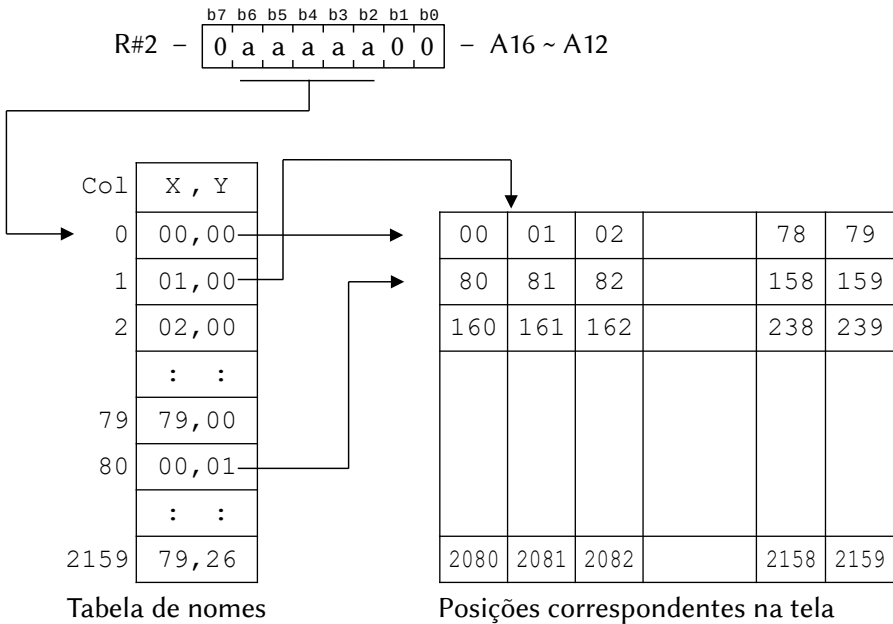 b7 b6 b5 b4 b3 b2 b1 b0
R#2 – 0 a a a a a 0 0 – A16 ~ A12
Col X , Y
0 00,00
1 01,00
2 02,00
: :
79 79,00
80 00,01
: :
2159 79,26
Tabela de nomes
00 01 02 78 79
80 81 82 158 159
160 161 162 238 239
2080 2081 2082 2158 2159
Posições correspondentes na tela